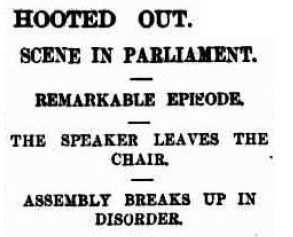 HOOTED OUT.
SCENE IN PARLIAMENT.
REMARKABLE EPISODE.
THE SPEAKER LEAVES THE
CHAIR.
ASSEMBLY BREAKS UP IN
DISORDER.